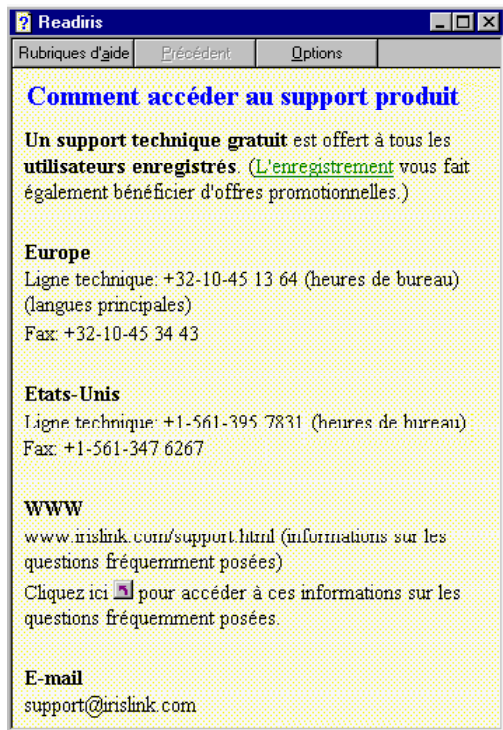 Readiris
Rubriques d'aide Précédent Options
Comment accéder au support produit
Un support technique gratuit est offert à tous les
utilisateurs enregistrés. (L'enregistrement vous fait
également bénéficier d'offres promotionnelles.)
Europe
Ligne technique: +32-10-45 13 64 (heures de bureau)
(langues principales)
Fax: +32-10-45 34 43
Etats-Unis
Ligne technique: +1-561-395 7831 (heures de bureau)
Fax: +1-561-347 6267
WWW
www.irislink.com/support.html (informations sur les
questions fréquemment posées)
Cliquez ici pour accéder à ces informations sur les
questions fréquemment posées.
E-mail
support@irislink.com